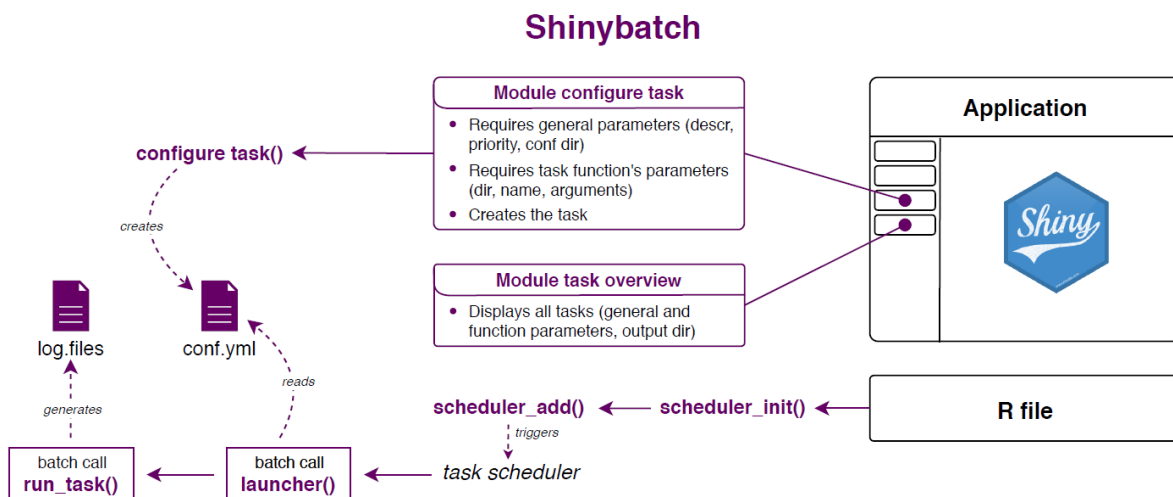 Shinybatch
Module configure task
• Requires general parameters (descr,
priority, conf dir)
• Requires task function's parameters
(dir, name, arguments)
• Creates the task
Application
Shiny
configure task()
creates
Module task overview
• Displays all tasks (general and
function parameters, output dir)
log.files
conf.yml
generates
reads
scheduler_add()
scheduler_init()
R file
triggers
task scheduler
batch call
launcher()
batch call
run_task()